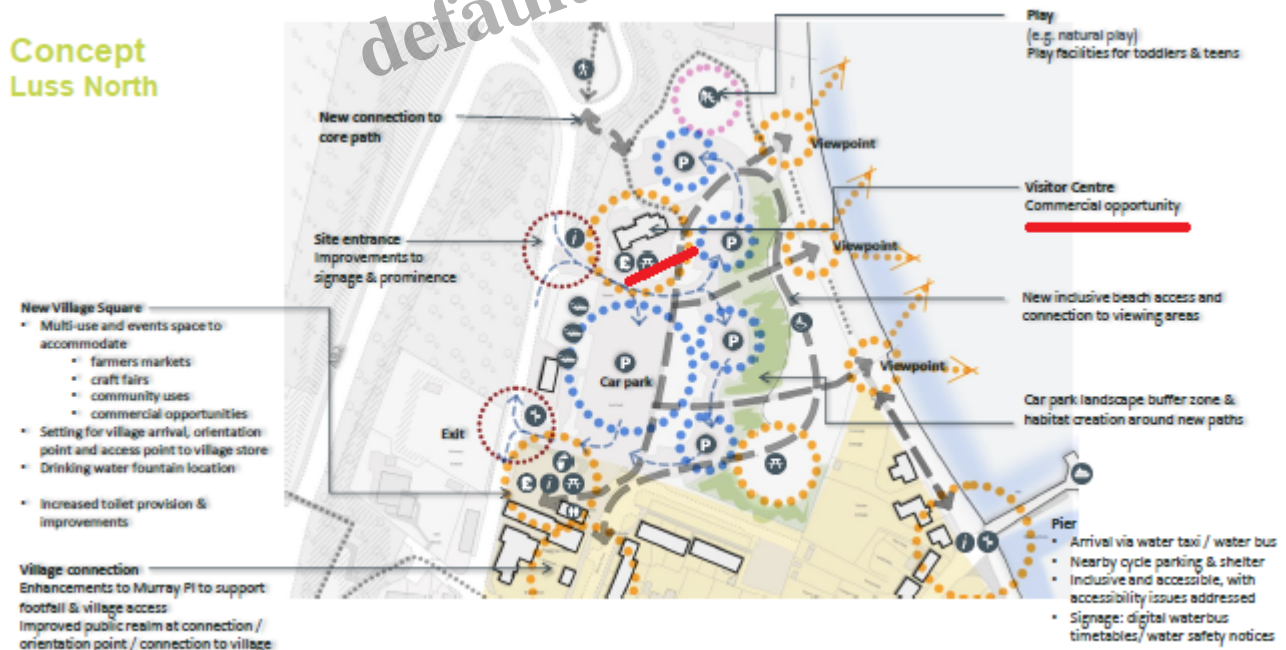 Concept
Luss North
default
New connection to
core path
Site entrance
Improvements to
signage & prominence
New Village Square
• Multi-use and events space to
accommodate
• farmers markets
• craft fairs
• community uses
• commercial opportunities
• Setting for village arrival, orientation
point and access point to village store
• Drinking water fountain location
• Increased toilet provision &
improvements
Village connection
Enhancements to Murray Pl to support
footfall & village access
Improved public realm at connection /
orientation point / connection to village
Exit
P
P
P
Car park
P
P
i
i
i
Viewpoint
Viewpoint
Viewpoint
Play
(e.g. natural play)
Play facilities for toddlers & teens
Visitor Centre
Commercial opportunity
New inclusive beach access and
connection to viewing areas
Car park landscape buffer zone &
habitat creation around new paths
Pier
• Arrival via water taxi / water bus
• Nearby cycle parking & shelter
• Inclusive and accessible, with
accessibility issues addressed
• Signage: digital waterbus
timetables/ water safety notices